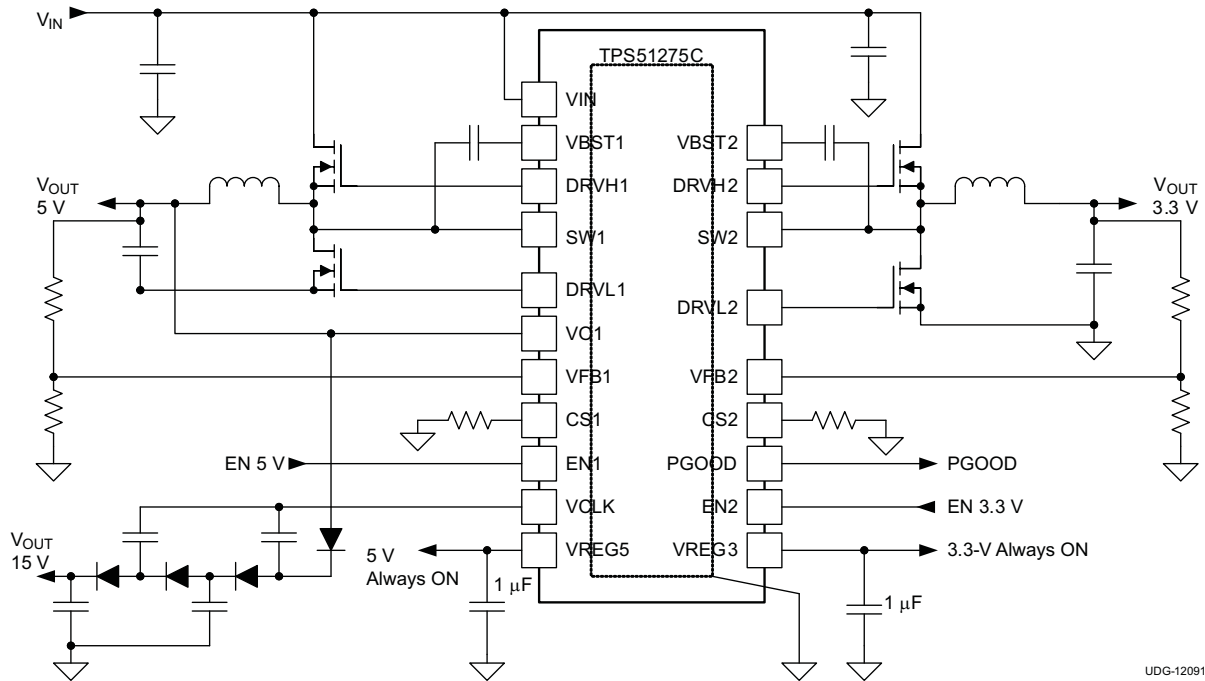 VIN
TPS51275C
VIN
VBST1
VBST2
DRVH1
DRVH2
VOUT
5 V
VOUT
3.3 V
SW1
SW2
DRVL1
DRVL2
VO1
VFB1
VFB2
CS1
CS2
EN 5 V
EN1
PGOOD
PGOOD
VCLK
EN2
EN 3.3 V
VOUT
15 V
5 V
Always ON
VREG5
VREG3
3.3-V Always ON
1 μF
1 μF
UDG-12091